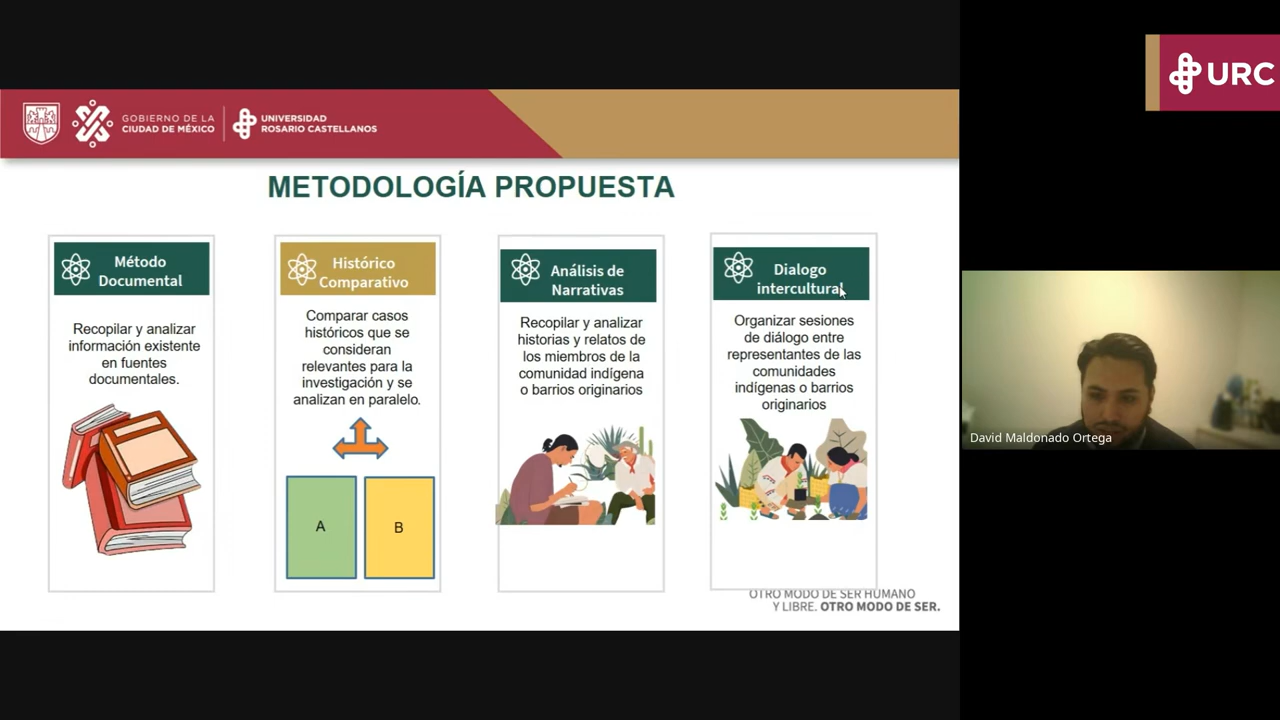 URC
GOBIERNO DE LA
CIUDAD DE MÉXICO
UNIVERSIDAD
ROSARIO CASTELLANOS
METODOLOGÍA PROPUESTA
Método
Documental
Recopilar y analizar
información existente
en fuentes
documentales.
Histórico
Comparativo
Comparar casos
históricos que se
consideran
relevantes para la
investigación y se
analizan en paralelo.
A
B
Análisis de
Narrativas
Recopilar y analizar
historias y relatos de
los miembros de la
comunidad indígena
o barrios originarios
Dialogo
intercultural
Organizar sesiones
de diálogo entre
representantes de las
comunidades
indígenas o barrios
originarios
OTRO MODO DE SER HUMANO
Y LIBRE. OTRO MODO DE SER.
David Maldonado Ortega